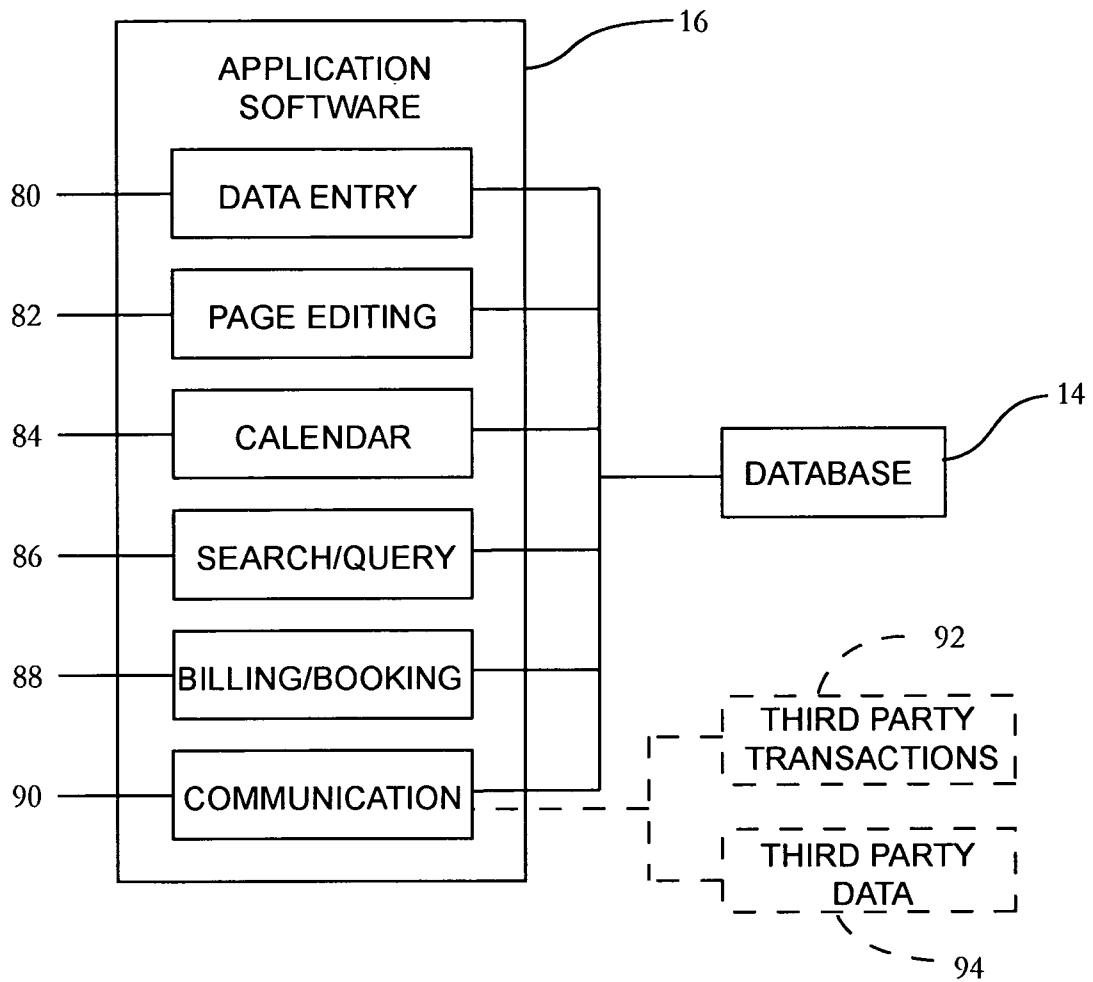 16
APPLICATION
SOFTWARE
80
DATA ENTRY
82
PAGE EDITING
84
CALENDAR
14
DATABASE
86
SEARCH/QUERY
88
BILLING/BOOKING
92
THIRD PARTY
TRANSACTIONS
90
COMMUNICATION
THIRD PARTY
DATA
94